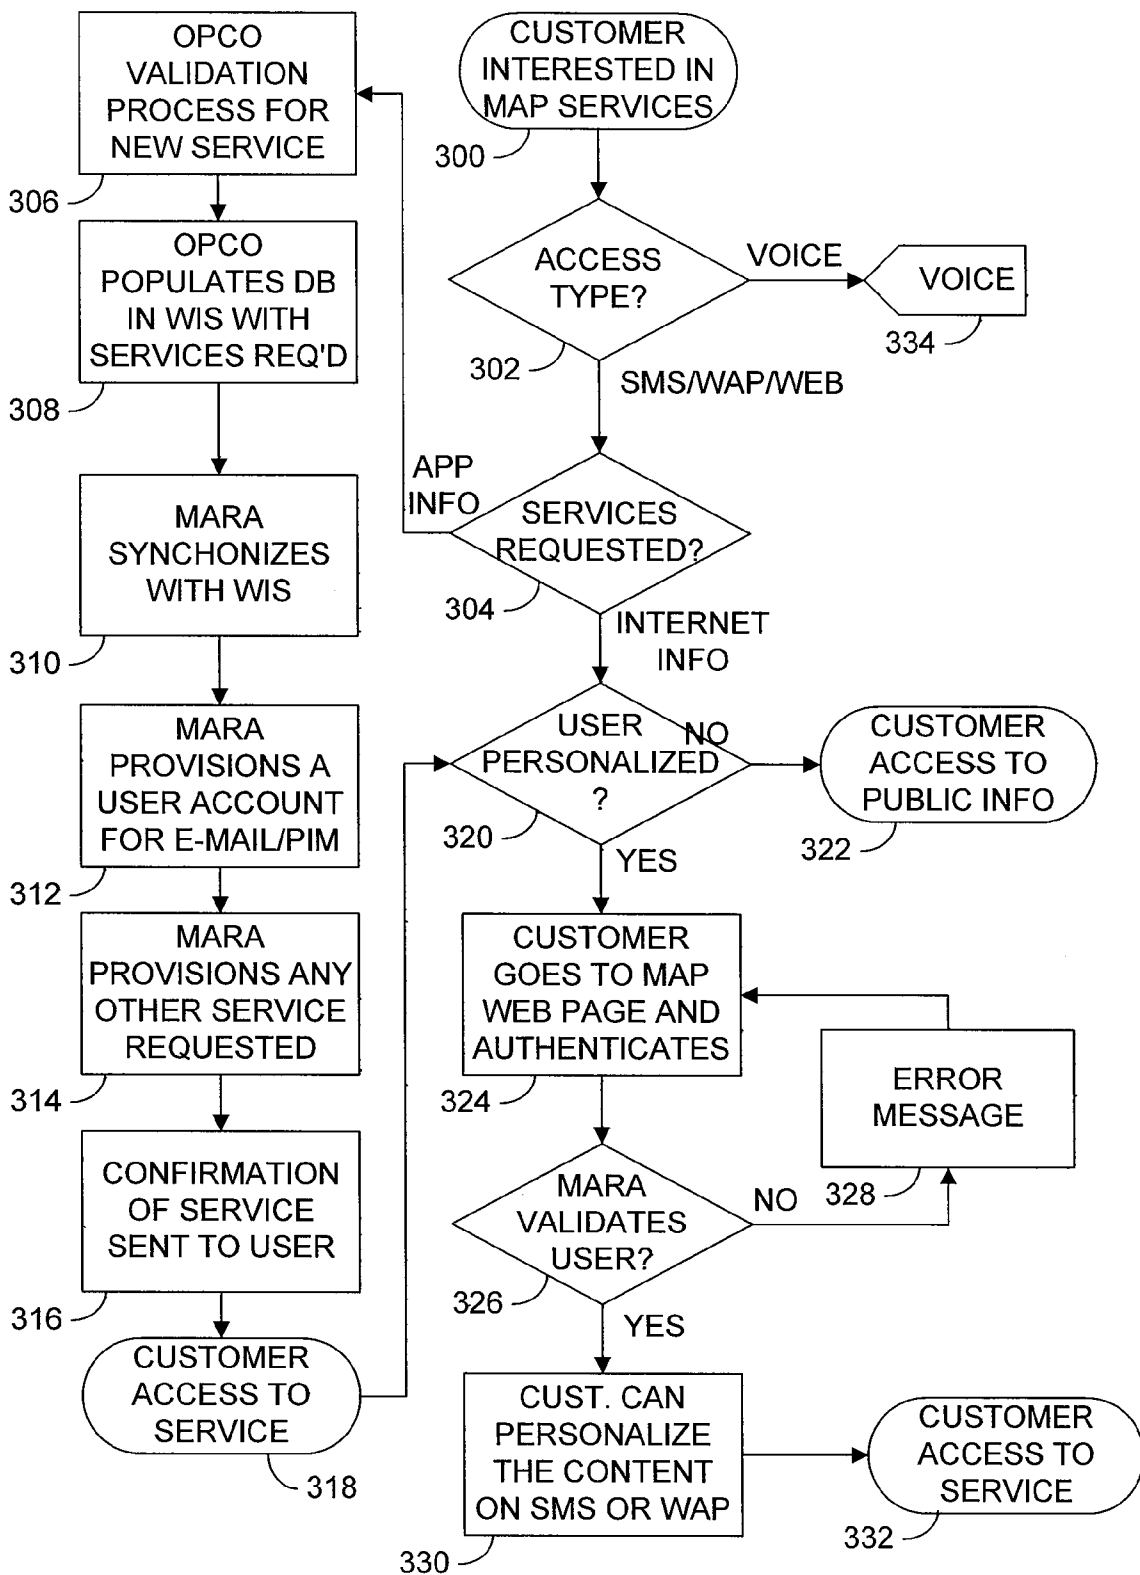 CUSTOMER
INTERESTED IN
MAP SERVICES
300
ACCESS
TYPE?
302
VOICE
VOICE
334
SMS/WAP/WEB
SERVICES
REQUESTED?
304
APP
INFO
OPCO
VALIDATION
PROCESS FOR
NEW SERVICE
306
OPCO
POPULATES DB
IN WIS WITH
SERVICES REQ'D
308
MARA
SYNCHONIZES
WITH WIS
310
MARA
PROVISIONS A
USER ACCOUNT
FOR E-MAIL/PIM
312
MARA
PROVISIONS ANY
OTHER SERVICE
REQUESTED
314
CONFIRMATION
OF SERVICE
SENT TO USER
316
CUSTOMER
ACCESS TO
SERVICE
318
INTERNET
INFO
USER
PERSONALIZED
?
320
NO
CUSTOMER
ACCESS TO
PUBLIC INFO
322
YES
CUSTOMER
GOES TO MAP
WEB PAGE AND
AUTHENTICATES
324
MARA
VALIDATES
USER?
326
NO
ERROR
MESSAGE
328
YES
CUST. CAN
PERSONALIZE
THE CONTENT
ON SMS OR WAP
330
CUSTOMER
ACCESS TO
SERVICE
332